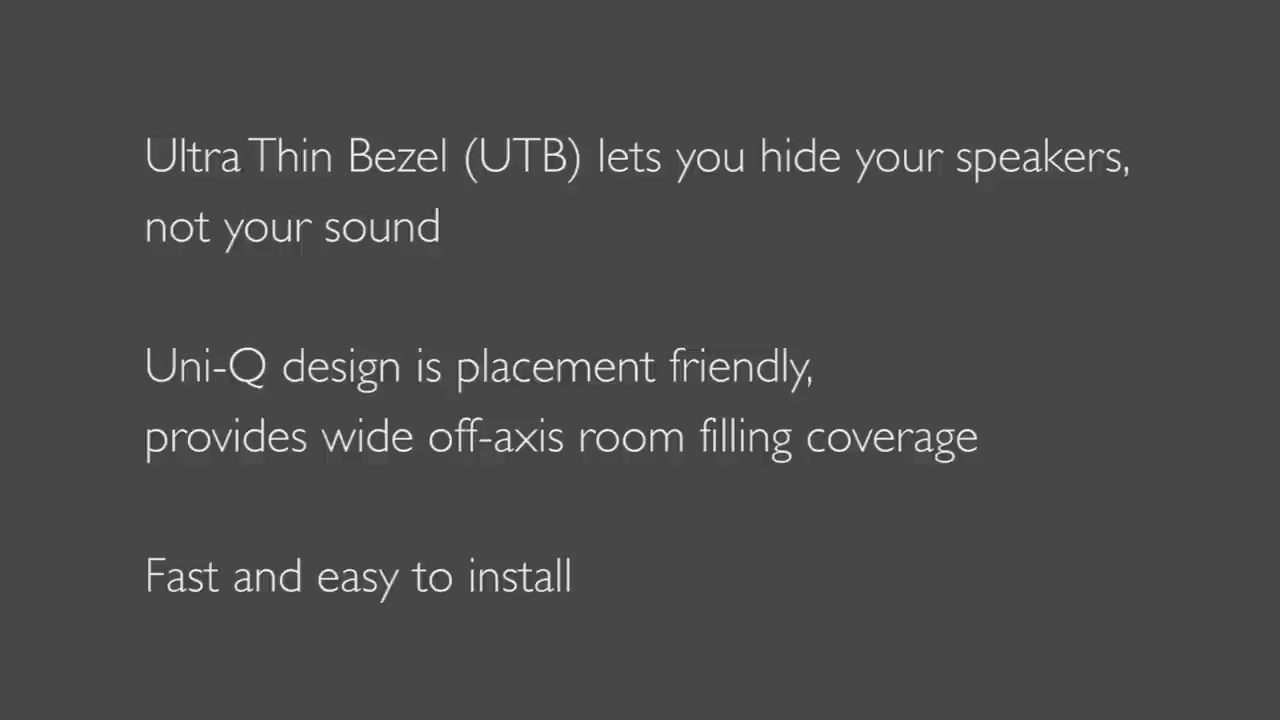 Ultra Thin Bezel (UTB) lets you hide your speakers,
not your sound
Uni-Q design is placement friendly,
provides wide off-axis room filling coverage
Fast and easy to install